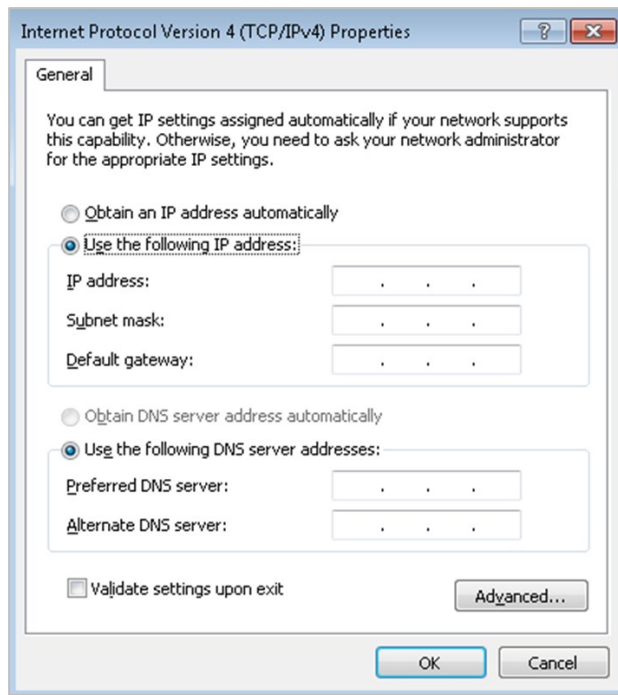 Internet Protocol Version 4 (TCP/IPv4) Properties
General
You can get IP settings assigned automatically if your network supports
this capability. Otherwise, you need to ask your network administrator
for the appropriate IP settings.
Obtain an IP address automatically
Use the following IP address:
IP address:
Subnet mask:
Default gateway:
Obtain DNS server address automatically
Use the following DNS server addresses:
Preferred DNS server:
Alternate DNS server:
Validate settings upon exit
Advanced...
OK
Cancel